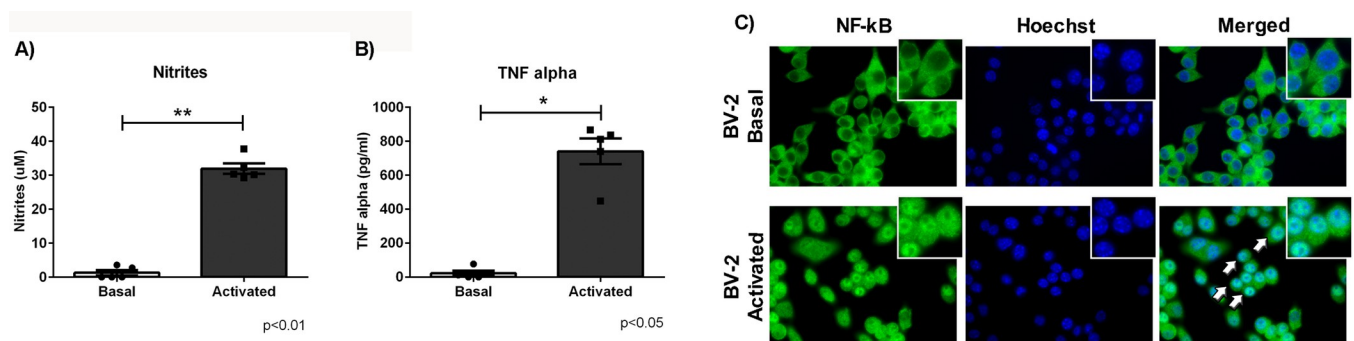 A)
Nitrites
50
40
30
20
10
0
Nitrites (uM)
**
Basal Activated
p<0.01
B)
TNF alpha
1000
800
600
400
200
0
TNF alpha (pg/ml)
*
Basal Activated
p<0.05
C)
NF-kB Hoechst Merged
BV-2
Basal
BV-2
Activated